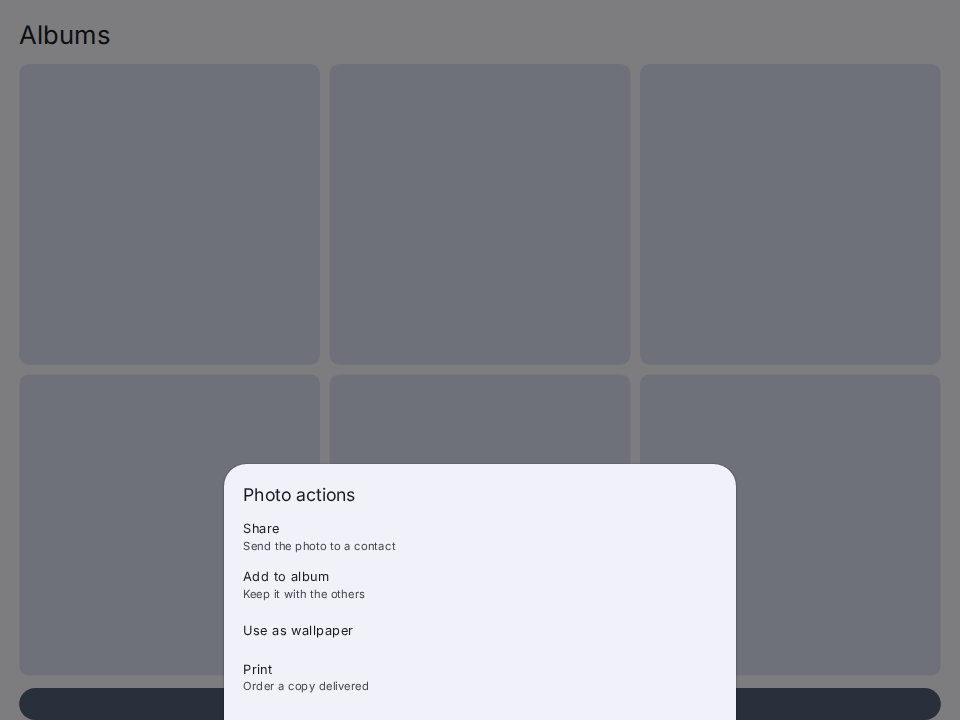 Albums
Photo actions
Share
Send the photo to a contact
Add to album
Keep it with the others
Use as wallpaper
Print
Order a copy delivered